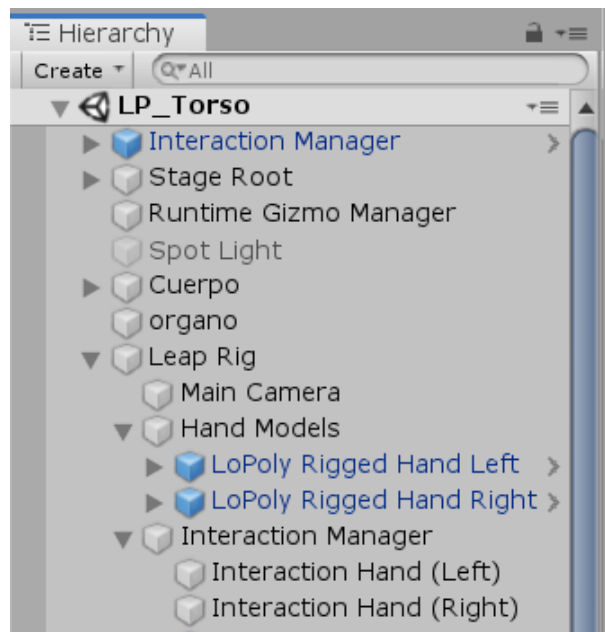 Hierarchy
Create All
LP_Torso
Interaction Manager
Stage Root
Runtime Gizmo Manager
Spot Light
Cuerpo
organo
Leap Rig
Main Camera
Hand Models
LoPoly Rigged Hand Left
LoPoly Rigged Hand Right
Interaction Manager
Interaction Hand (Left)
Interaction Hand (Right)